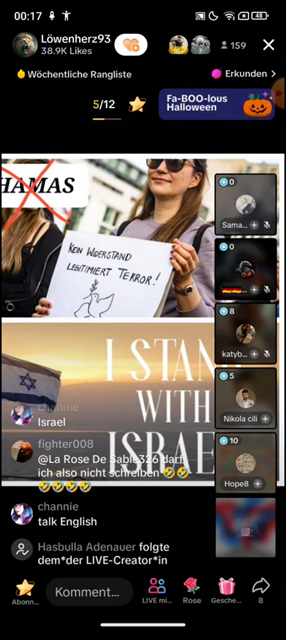 00:17
48
Löwenherz93
38.9K Likes
159
Wöchentliche Rangliste
Erkunden >
5/12
Fa-BOO-lous
Halloween
HAMAS
KEIN WIDERSTAND
LEGITIMIERT TERROR!
0
Sama...
0
8
katyb...
5
Nikola cili
10
Hope8
I STAN
WITH
ISRAE
channie
Israel
fighter008
@La Rose De Sable326 darf
ich also nicht schreiben 🤣🤣
🤣🤣🤣🤣
channie
talk English
Hasbulla Adenauer folgte
dem*der LIVE-Creator*in
Abonn...
Komment...
LIVE mi...
Rose
Gesche...
8